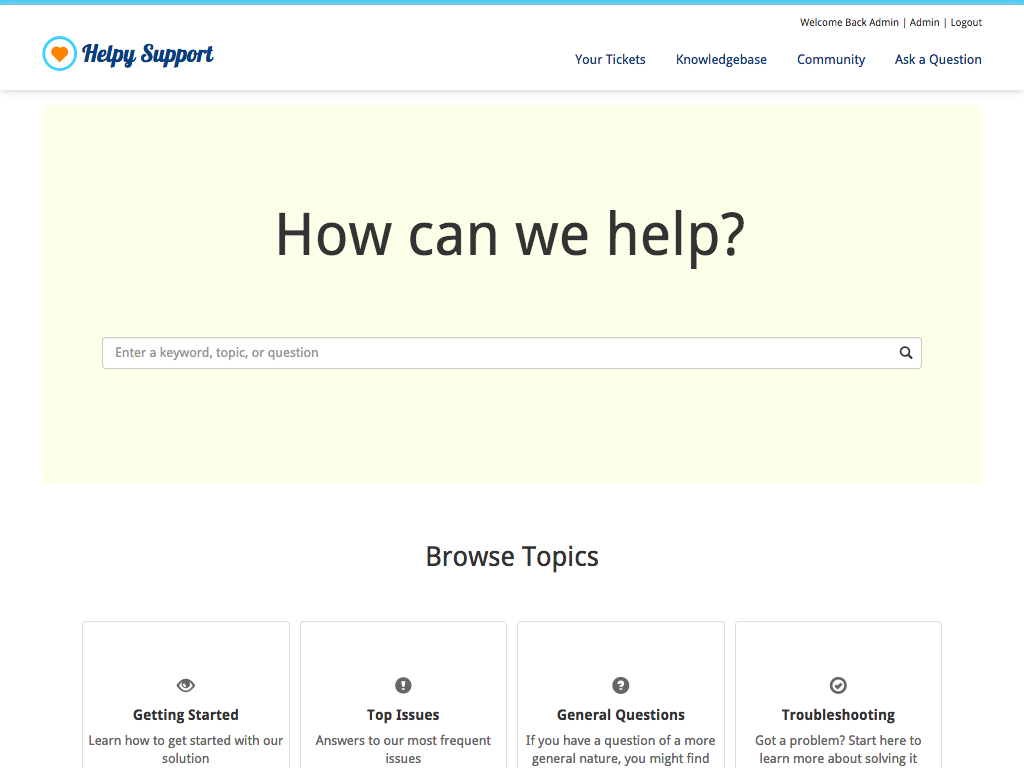 Welcome Back Admin | Admin | Logout
Helpy Support
Your Tickets Knowledgebase Community Ask a Question
How can we help?
Enter a keyword, topic, or question
Browse Topics
Getting Started
Learn how to get started with our
solution
Top Issues
Answers to our most frequent
issues
General Questions
If you have a question of a more
general nature, you might find
Troubleshooting
Got a problem? Start here to
learn more about solving it